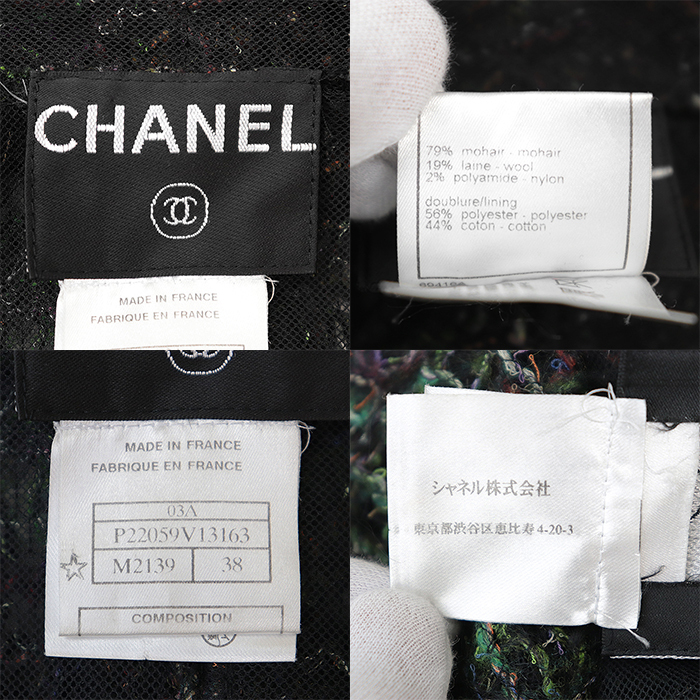 CHANEL
MADE IN FRANCE
FABRIQUE EN FRANCE
79% mohair - mohair
19% laine - wool
2% polyamide - nylon
doublure/lining
56% polyester - polyester
44% coton - cotton
MADE IN FRANCE
FABRIQUE EN FRANCE
03A
P22059V13163
M2139 38
COMPOSITION
シャネル株式会社
東京都渋谷区恵比寿4-20-3